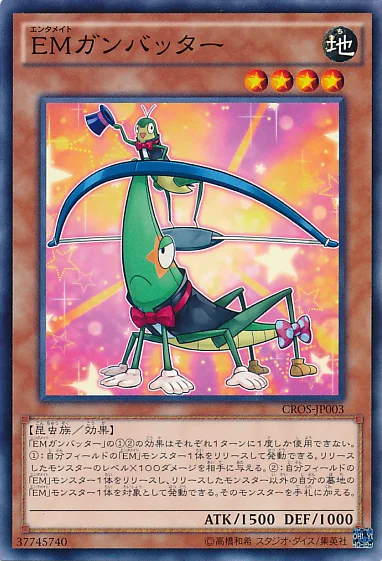 エンタメイト
EMガンバッター
ち
地
CROS-JP003
【昆虫族／効果】
「EMガンバッター」の①②の効果はそれぞれ1ターンに1度しか使用できない。
①：自分フィールドの「EM」モンスター1体をリリースして発動できる。リリース
したモンスターのレベル×100ダメージを相手に与える。②：自分フィールドの
「EM」モンスター1体をリリースし、リリースしたモンスター以外の自分の墓地の
「EM」モンスター1体を対象として発動できる。そのモンスターを手札に加える。
ATK/1500 DEF/1000
37745740
©高橋和希 スタジオ・ダイス/集英社